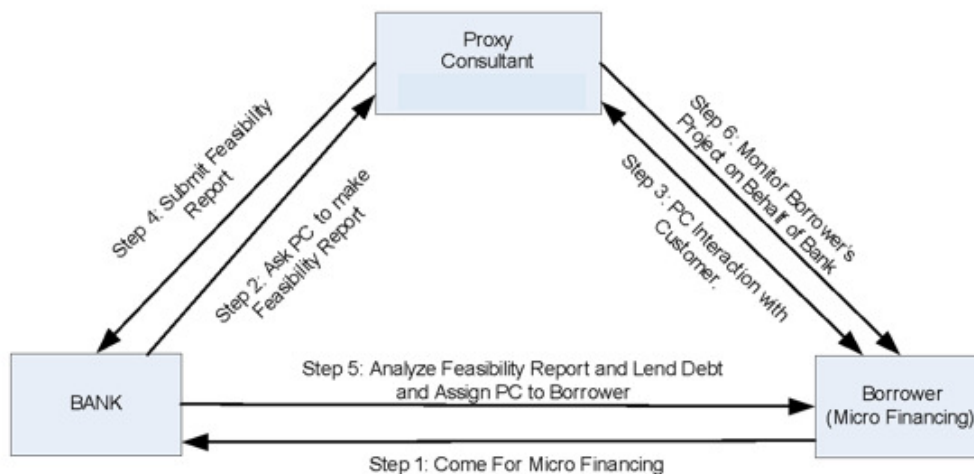 Proxy
Consultant
Step 4: Submit Feasibility
Report
Step 2: Ask PC to make
Feasibility Report
Step 6: Monitor Borrower's
Project on Behalf of
Bank
Step 3: PC Interaction with
Customer.
BANK
Step 5: Analyze Feasibility Report and Lend Debt
and Assign PC to Borrower
Borrower
(Micro Financing)
Step 1: Come For Micro Financing